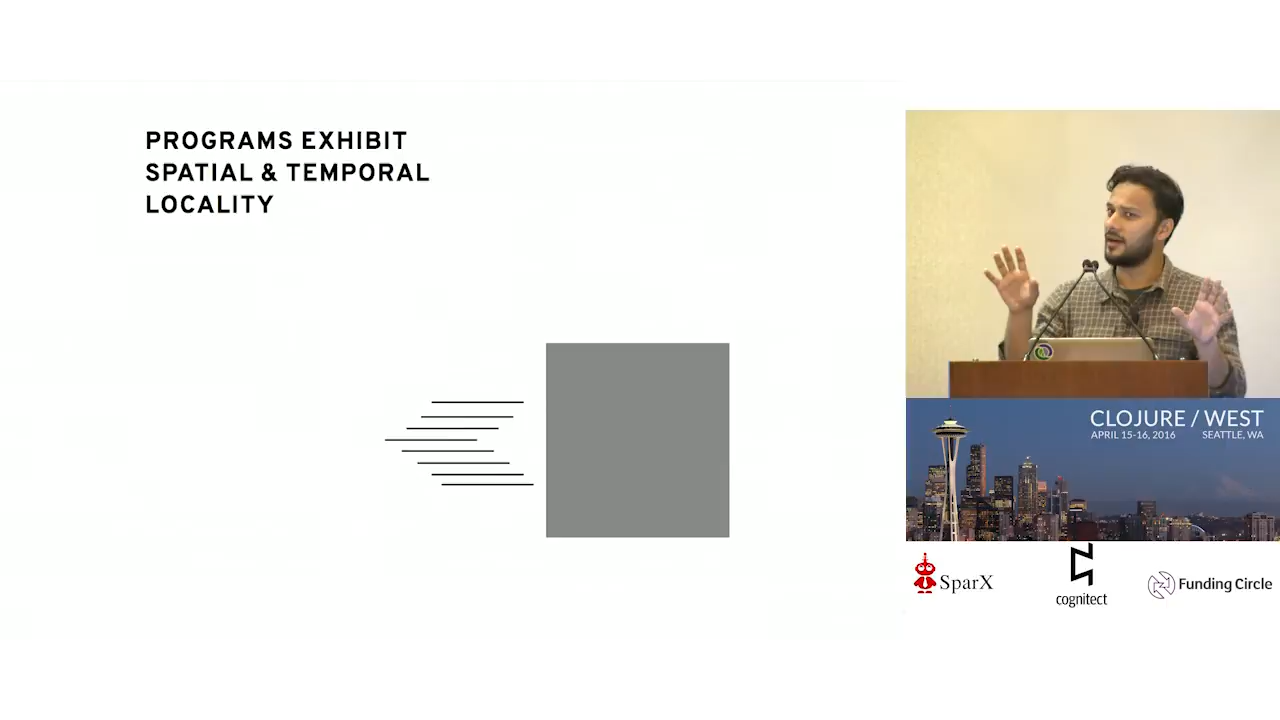 PROGRAMS EXHIBIT
SPATIAL & TEMPORAL
LOCALITY
CLOJURE / WEST
APRIL 15-16, 2016 SEATTLE, WA
SparX
cognitect
Funding Circle